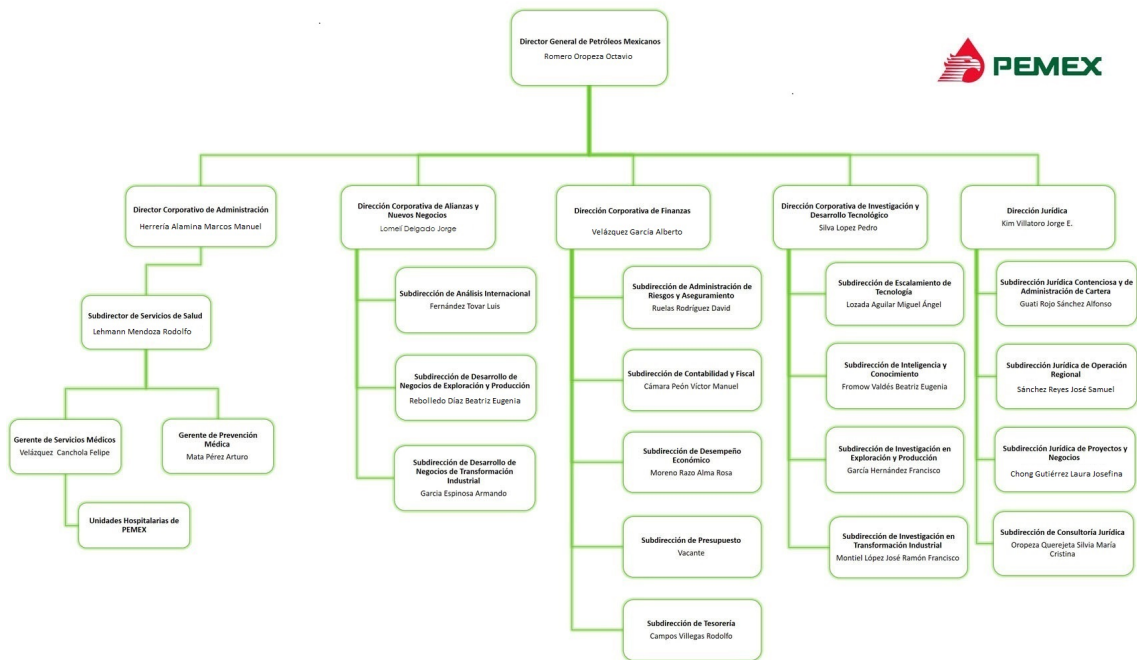 Director General de Petróleos Mexicanos
Romero Oropeza Octavio
PEMEX
Director Corporativo de Administración
Herrería Alamina Marcos Manuel
Subdirector de Servicios de Salud
Lehmann Mendoza Rodolfo
Gerente de Servicios Médicos
Velázquez Canchola Felipe
Gerente de Prevención
Médica
Mata Pérez Arturo
Unidades Hospitalarias de
PEMEX
Dirección Corporativa de Alianzas y
Nuevos Negocios
Lomelí Delgado Jorge
Subdirección de Análisis Internacional
Fernández Tovar Luis
Subdirección de Desarrollo de
Negocios de Exploración y Producción
Rebolledo Díaz Beatriz Eugenia
Subdirección de Desarrollo de
Negocios de Transformación
Industrial
Garcia Espinosa Armando
Dirección Corporativa de Finanzas
Velázquez García Alberto
Subdirección de Administración de
Riesgos y Aseguramiento
Ruelas Rodríguez David
Subdirección de Contabilidad y Fiscal
Cámara Peón Víctor Manuel
Subdirección de Desempeño
Económico
Moreno Razo Alma Rosa
Subdirección de Presupuesto
Vacante
Subdirección de Tesorería
Campos Villegas Rodolfo
Dirección Corporativa de Investigación y
Desarrollo Tecnológico
Silva Lopez Pedro
Subdirección de Escalamiento de
Tecnología
Lozada Aguilar Miguel Ángel
Subdirección de Inteligencia y
Conocimiento
Fromow Valdés Beatriz Eugenia
Subdirección de Investigación en
Exploración y Producción
García Hernández Francisco
Subdirección de Investigación en
Transformación Industrial
Montiel López José Ramón Francisco
Dirección Jurídica
Kim Villatoro Jorge E.
Subdirección Jurídica Contenciosa y de
Administración de Cartera
Guati Rojo Sánchez Alfonso
Subdirección Jurídica de Operación
Regional
Sánchez Reyes José Samuel
Subdirección Jurídica de Proyectos y
Negocios
Chong Gutiérrez Laura Josefina
Subdirección de Consultoría Jurídica
Oropeza Querejeta Silvia María
Cristina